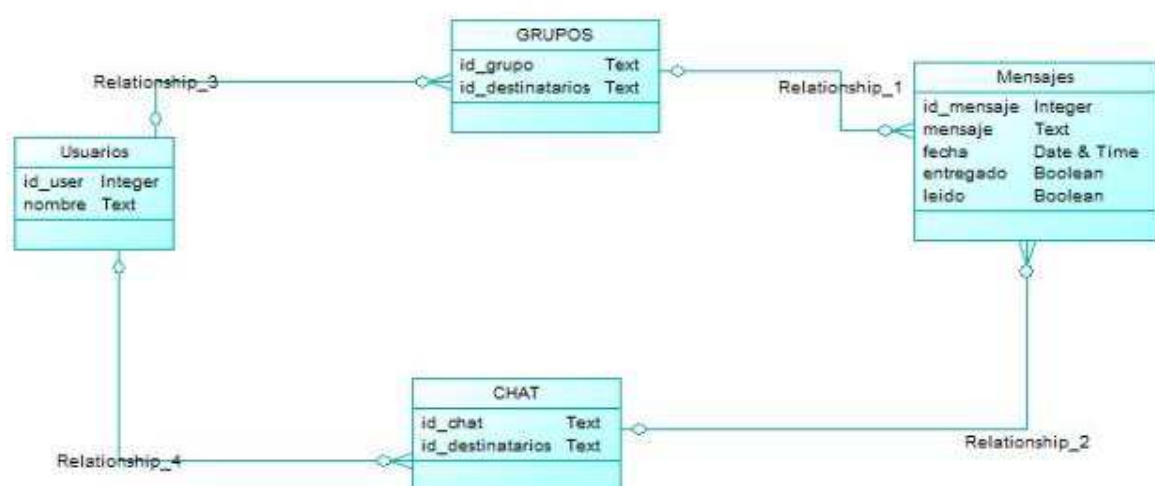 GRUPOS
id_grupo Text
id_destinatarios Text
Relationship_3
Relationship_1
Mensajes
id_mensaje Integer
mensaje Text
fecha Date & Time
entregado Boolean
leido Boolean
Usuarios
id_user Integer
nombre Text
CHAT
id_chat Text
id_destinatarios Text
Relationship_2
Relationship_4